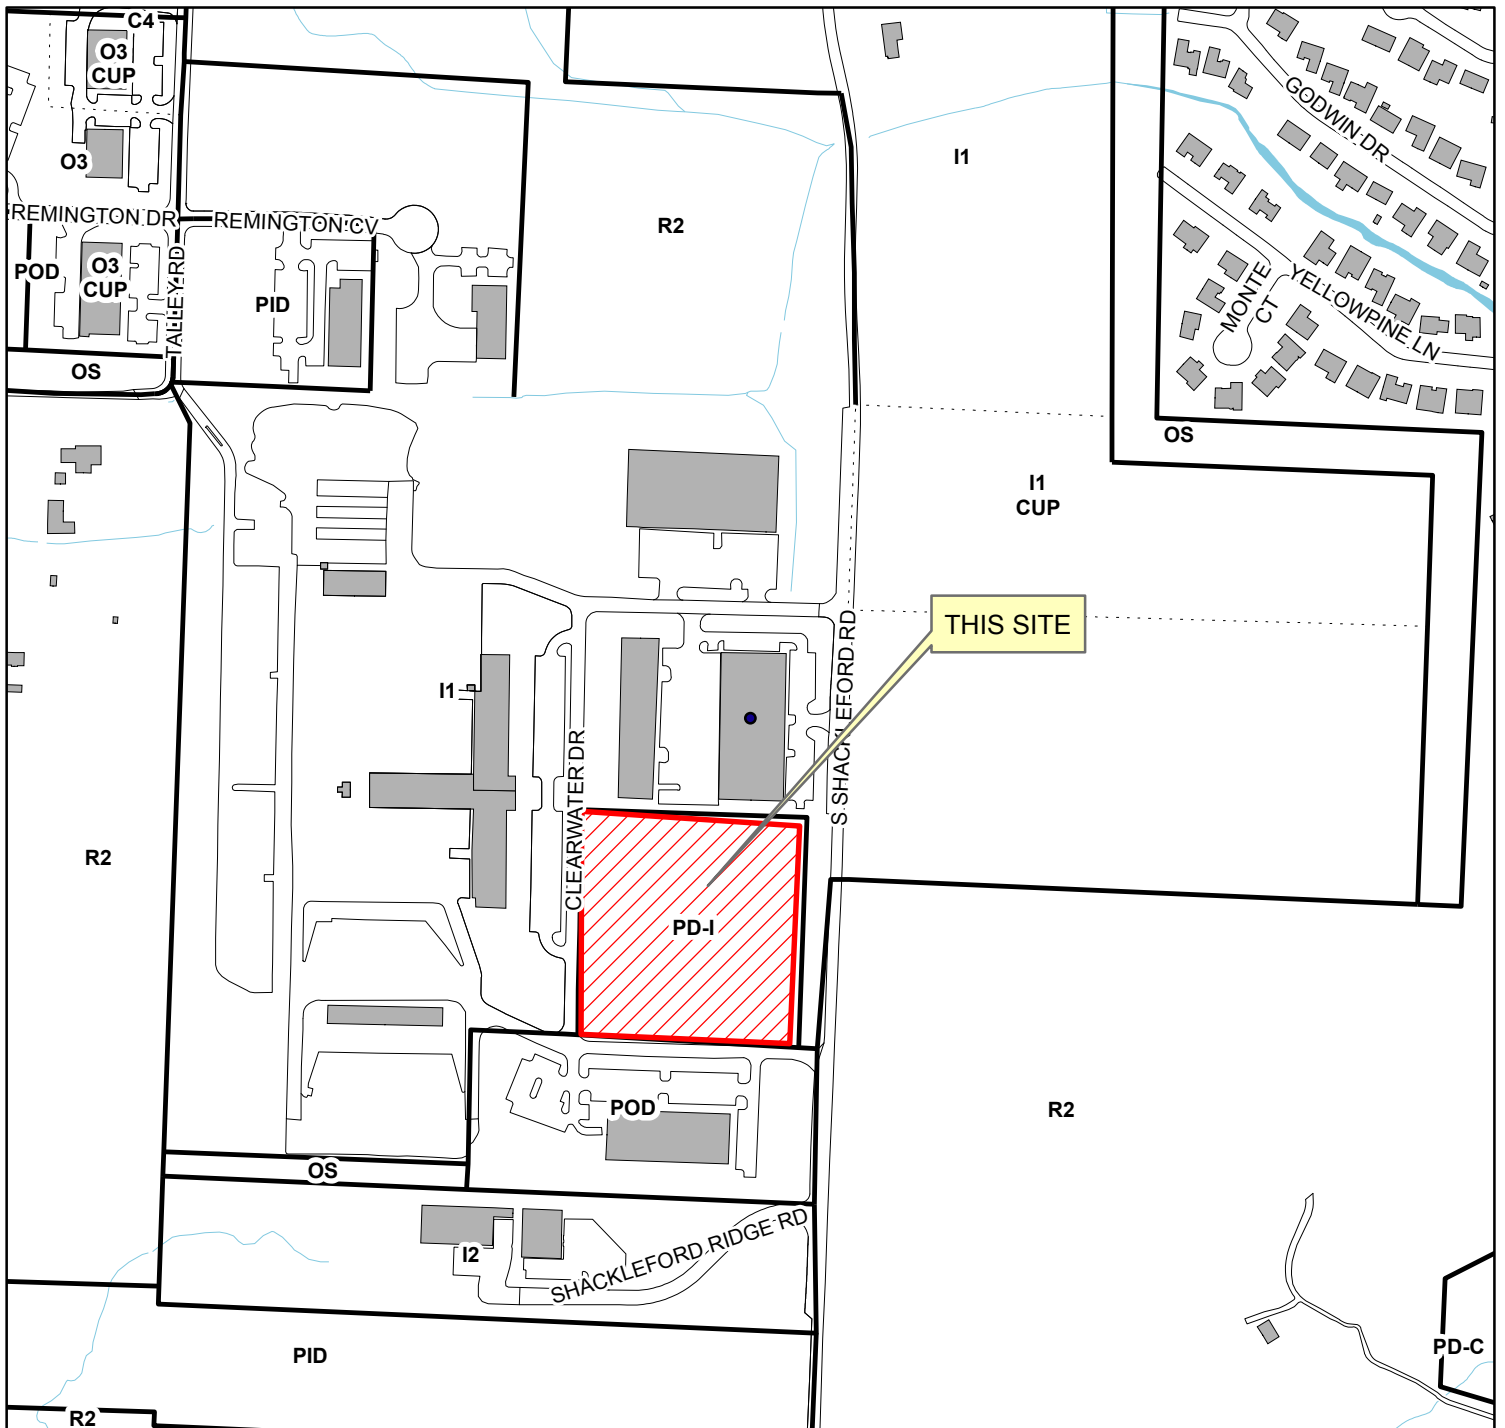 C4
O3
CUP
O3
REMINGTON DR
REMINGTON CV
POD
O3
CUP
TALLEY RD
PID
OS
R2
I1
GODWIN DR
YELLOWPINE LN
MONTE
CT
OS
I1
CUP
THIS SITE
I1
CLEARWATER DR
S SHACKLEFORD RD
R2
PD-I
POD
R2
OS
I2
SHACKLEFORD RIDGE RD
PID
PD-C
R2